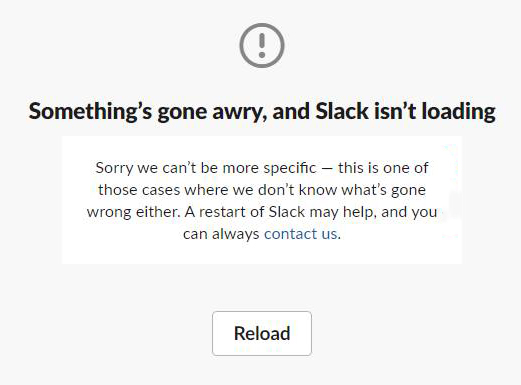 Something’s gone awry, and Slack isn’t loading
Sorry we can’t be more specific — this is one of
those cases where we don’t know what’s gone
wrong either. A restart of Slack may help, and you
can always contact us.
Reload